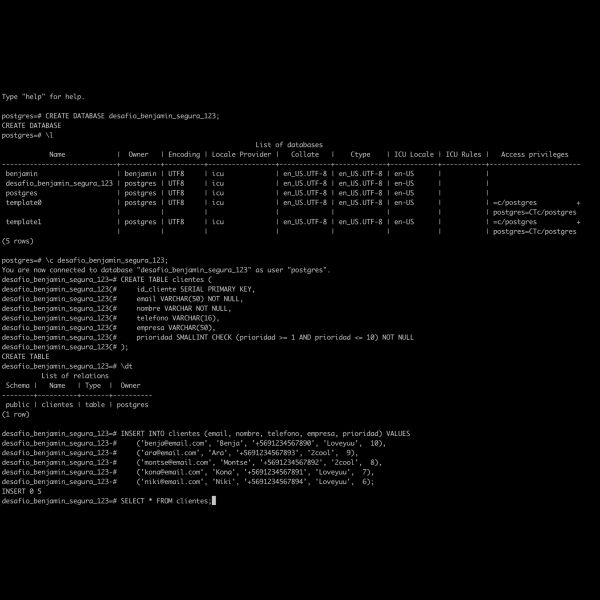 Type "help" for help.
postgres=# CREATE DATABASE desafio_benjamin_segura_123;
CREATE DATABASE
postgres=# \l
List of databases
Name | Owner | Encoding | Locale Provider | Collate | Ctype | ICU Locale | ICU Rules | Access privileges
-----------------------------+----------+----------+-----------------+-------------+-------------+------------+-----------+-----------------------
benjamin | benjamin | UTF8 | icu | en_US.UTF-8 | en_US.UTF-8 | en-US | |
desafio_benjamin_segura_123 | postgres | UTF8 | icu | en_US.UTF-8 | en_US.UTF-8 | en-US | |
postgres | postgres | UTF8 | icu | en_US.UTF-8 | en_US.UTF-8 | en-US | |
template0 | postgres | UTF8 | icu | en_US.UTF-8 | en_US.UTF-8 | en-US | | =c/postgres +
| | | | | | | | postgres=CTc/postgres
template1 | postgres | UTF8 | icu | en_US.UTF-8 | en_US.UTF-8 | en-US | | =c/postgres +
| | | | | | | | postgres=CTc/postgres
(5 rows)
postgres=# \c desafio_benjamin_segura_123;
You are now connected to database "desafio_benjamin_segura_123" as user "postgres".
desafio_benjamin_segura_123=# CREATE TABLE clientes (
desafio_benjamin_segura_123(# id_cliente SERIAL PRIMARY KEY,
desafio_benjamin_segura_123(# email VARCHAR(50) NOT NULL,
desafio_benjamin_segura_123(# nombre VARCHAR NOT NULL,
desafio_benjamin_segura_123(# telefono VARCHAR(16),
desafio_benjamin_segura_123(# empresa VARCHAR(50),
desafio_benjamin_segura_123(# prioridad SMALLINT CHECK (prioridad >= 1 AND prioridad <= 10) NOT NULL
desafio_benjamin_segura_123(# );
CREATE TABLE
desafio_benjamin_segura_123=# \dt
List of relations
Schema | Name | Type | Owner
--------+----------+-------+----------
public | clientes | table | postgres
(1 row)
desafio_benjamin_segura_123=# INSERT INTO clientes (email, nombre, telefono, empresa, prioridad) VALUES
desafio_benjamin_segura_123-# ('benja@email.com', 'Benja', '+5691234567890', 'Loveyuu', 10),
desafio_benjamin_segura_123-# ('ara@email.com', 'Ara', '+5691234567893', '2cool', 9),
desafio_benjamin_segura_123-# ('montse@email.com', 'Montse', '+5691234567892', '2cool', 8),
desafio_benjamin_segura_123-# ('kona@email.com', 'Kona', '+5691234567891', 'Loveyuu', 7),
desafio_benjamin_segura_123-# ('niki@email.com', 'Niki', '+5691234567894', 'Loveyuu', 6);
INSERT 0 5
desafio_benjamin_segura_123=# SELECT * FROM clientes;